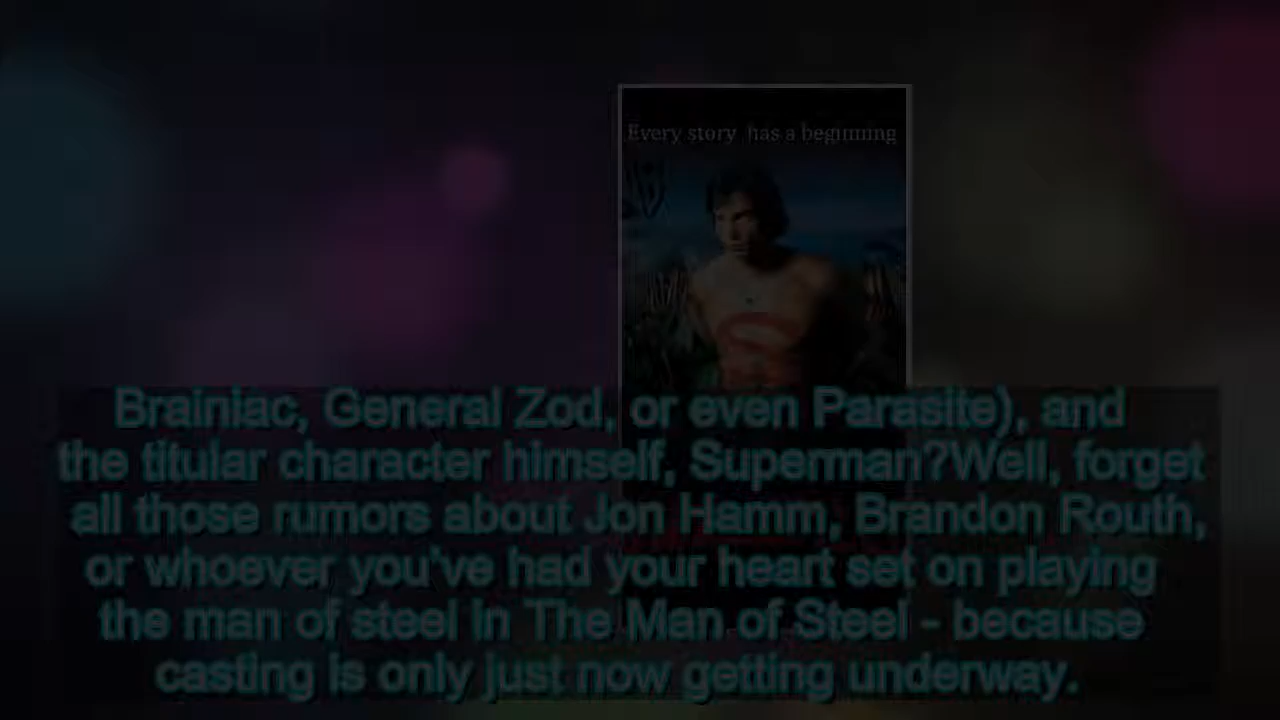 Every story has a beginning
Brainiac, General Zod, or even Parasite), and
the titular character himself, Superman?Well, forget
all those rumors about Jon Hamm, Brandon Routh,
or whoever you've had your heart set on playing
the man of steel in The Man of Steel - because
casting is only just now getting underway.